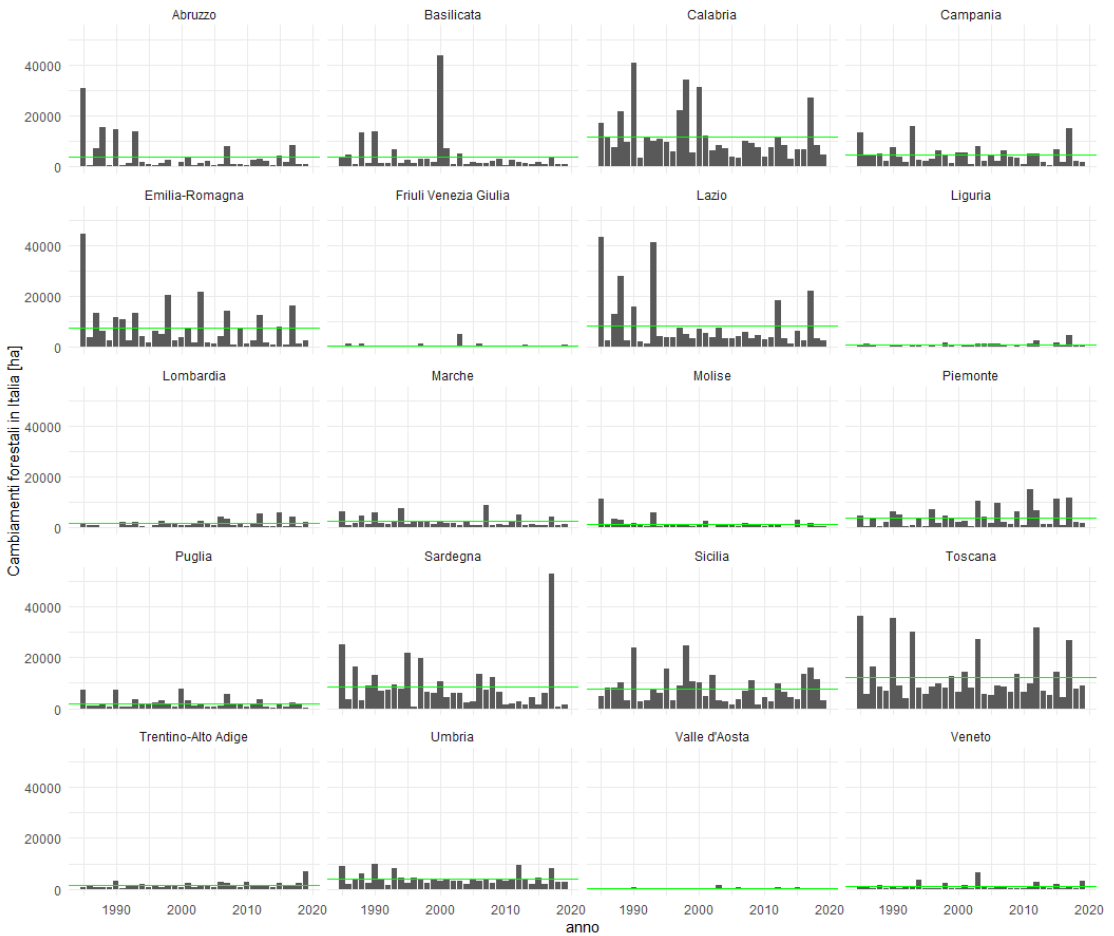 Abruzzo Basilicata Calabria Campania
40000
20000
0
Emilia-Romagna Friuli Venezia Giulia Lazio Liguria
40000
20000
0
Lombardia Marche Molise Piemonte
40000
20000
0
Puglia Sardegna Sicilia Toscana
40000
20000
0
Trentino-Alto Adige Umbria Valle d'Aosta Veneto
40000
20000
0
1990 2000 2010 2020 1990 2000 2010 2020 1990 2000 2010 2020 1990 2000 2010 2020
anno
Cambiamenti forestali in Italia [ha]